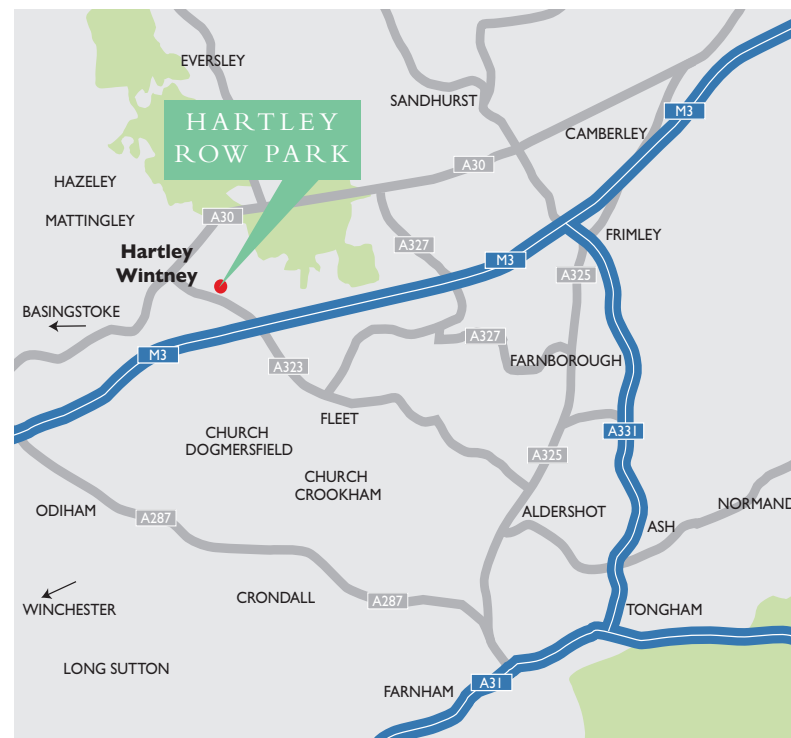 EVERSLEY
SANDHURST
M3
HARTLEY
ROW PARK
CAMBERLEY
A30
HAZELEY
MATTINGLEY
A30
FRIMLEY
A327
Hartley
Wintney
M3
A325
BASINGSTOKE
A327
M3
A323
FARNBOROUGH
FLEET
CHURCH
DOGMERSFIELD
A331
A325
CHURCH
CROOKHAM
ODIHAM
A287
ALDERSHOT
NORMAND
ASH
CRONDALL
A287
WINCHESTER
TONGHAM
LONG SUTTON
FARNHAM
A31